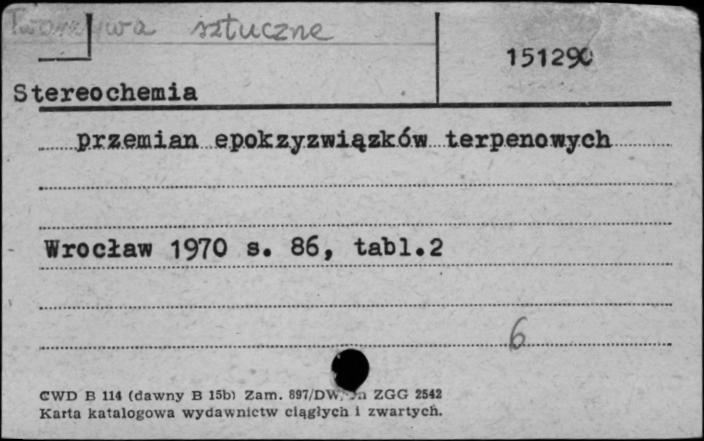 Tworzywa sztuczne
151290
Stereochemia
przemian epokzyzwiązków terpenowych
Wrocław 1970 s. 86, tabl.2
6
CWD B 114 (dawny B 15b) Zam. 897/DW, ZGG 2542
Karta katalogowa wydawnictw ciągłych i zwartych.